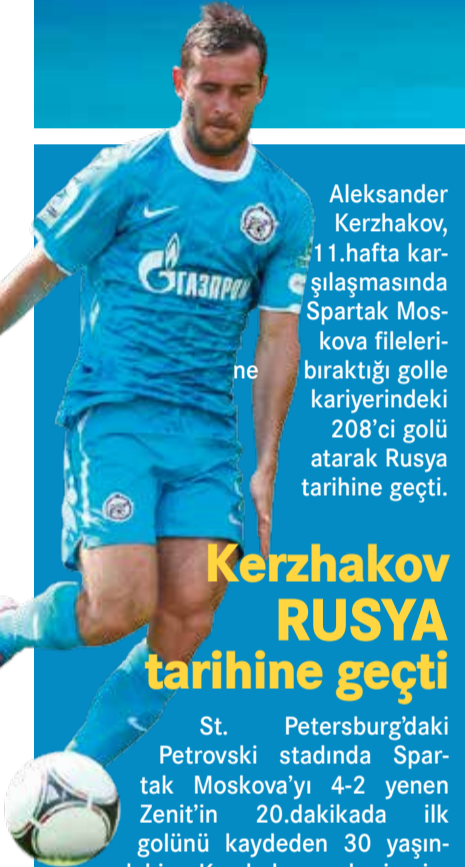 ГАЗПРОМ
Aleksander
Kerzhakov,
11.hafta kar-
şılaşmasında
Spartak Mos-
kova fileleri-
ne bıraktığı golle
kariyerindeki
208'ci golü
atarak Rusya
tarihine geçti.
Kerzhakov
RUSYA
tarihine geçti
St. Petersburg'daki
Petrovski stadında Spar-
tak Moskova'yı 4-2 yenen
Zenit'in 20.dakikada ilk
golünü kaydeden 30 yaşın-